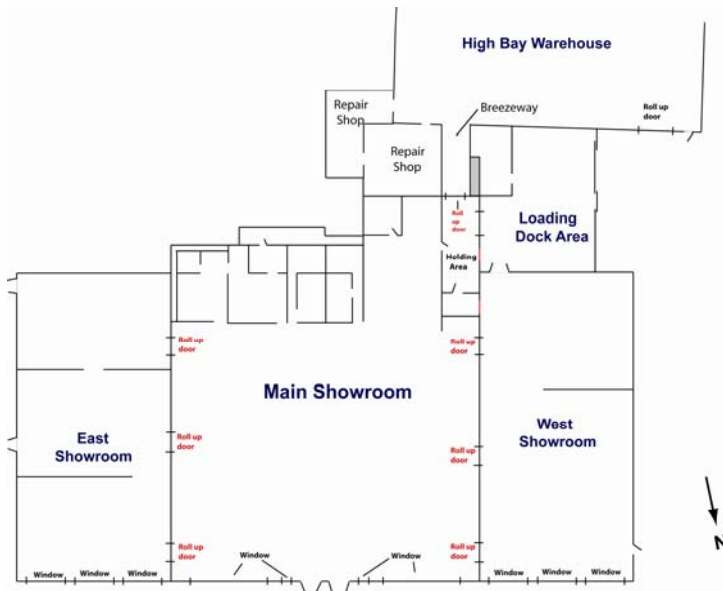 High Bay Warehouse
Repair
Shop
Breezeway
Roll up
door
Repair
Shop
Roll
up
door
Loading
Dock Area
Holding
Area
Roll up
door
Roll up
door
Main Showroom
East
Showroom
West
Showroom
Roll up
door
Roll up
door
N
Roll up
door
Roll up
door
Window
Window
Window
Window
Window
Window
Window
Window